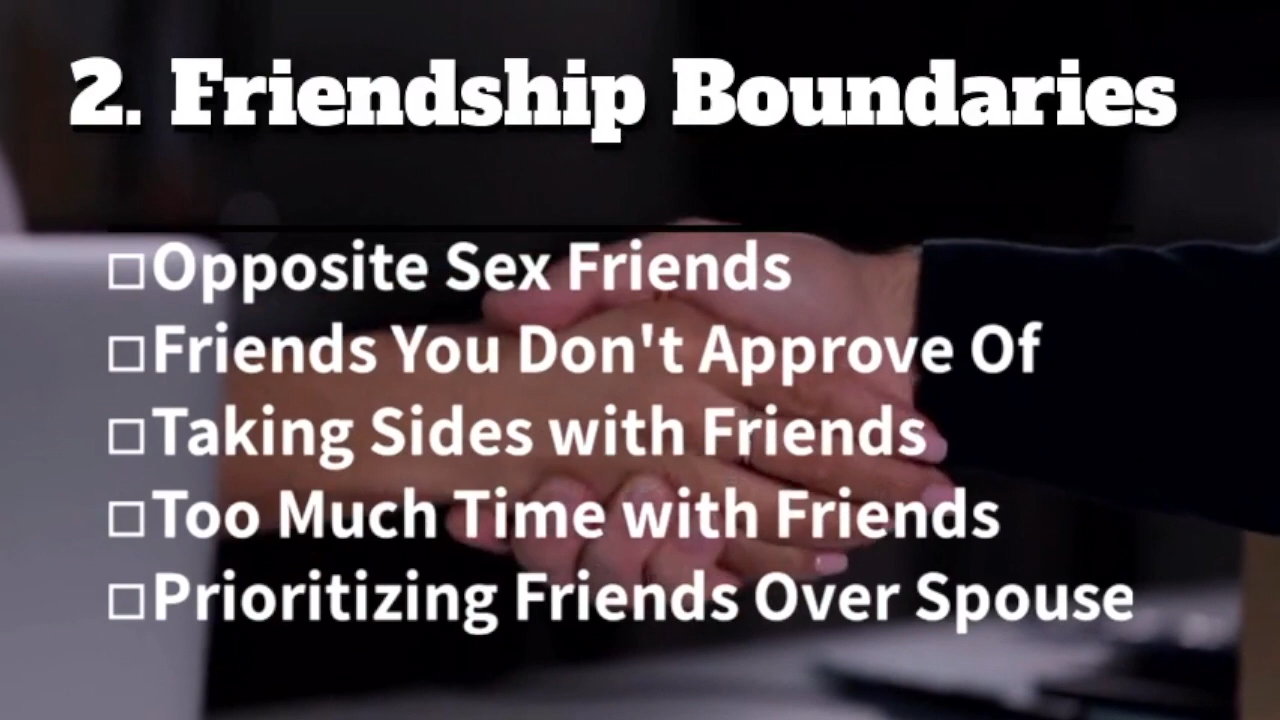 2. Friendship Boundaries
□Opposite Sex Friends
□Friends You Don't Approve Of
□Taking Sides with Friends
□Too Much Time with Friends
□Prioritizing Friends Over Spouse